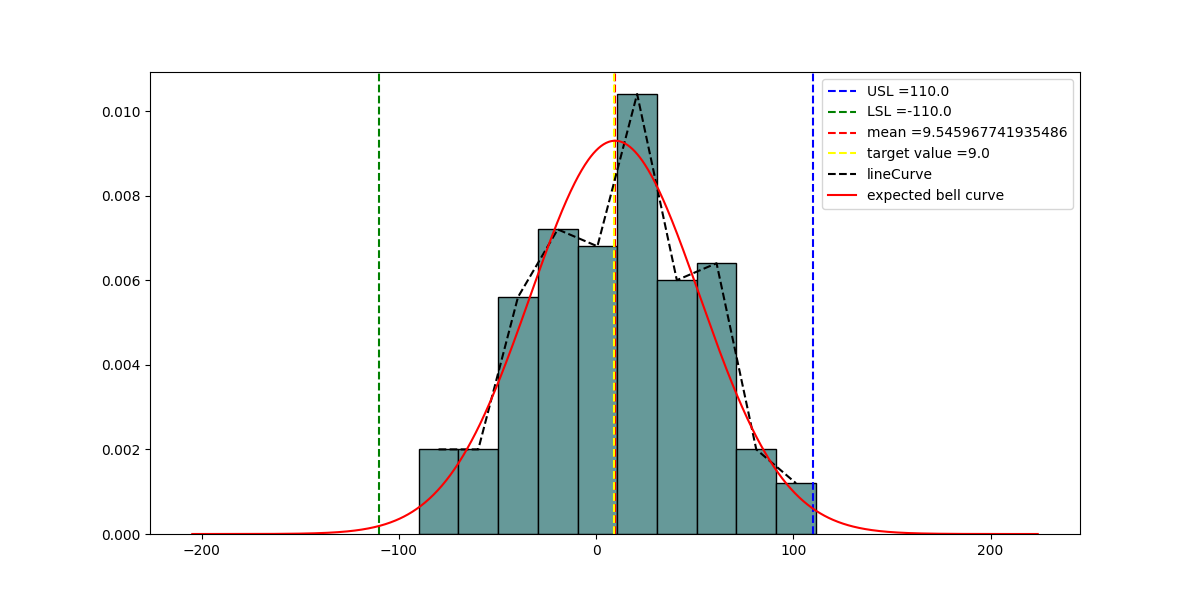 USL =110.0
LSL =-110.0
mean =9.545967741935486
target value =9.0
lineCurve
expected bell curve
0.010
0.008
0.006
0.004
0.002
0.000
−200
−100
0
100
200